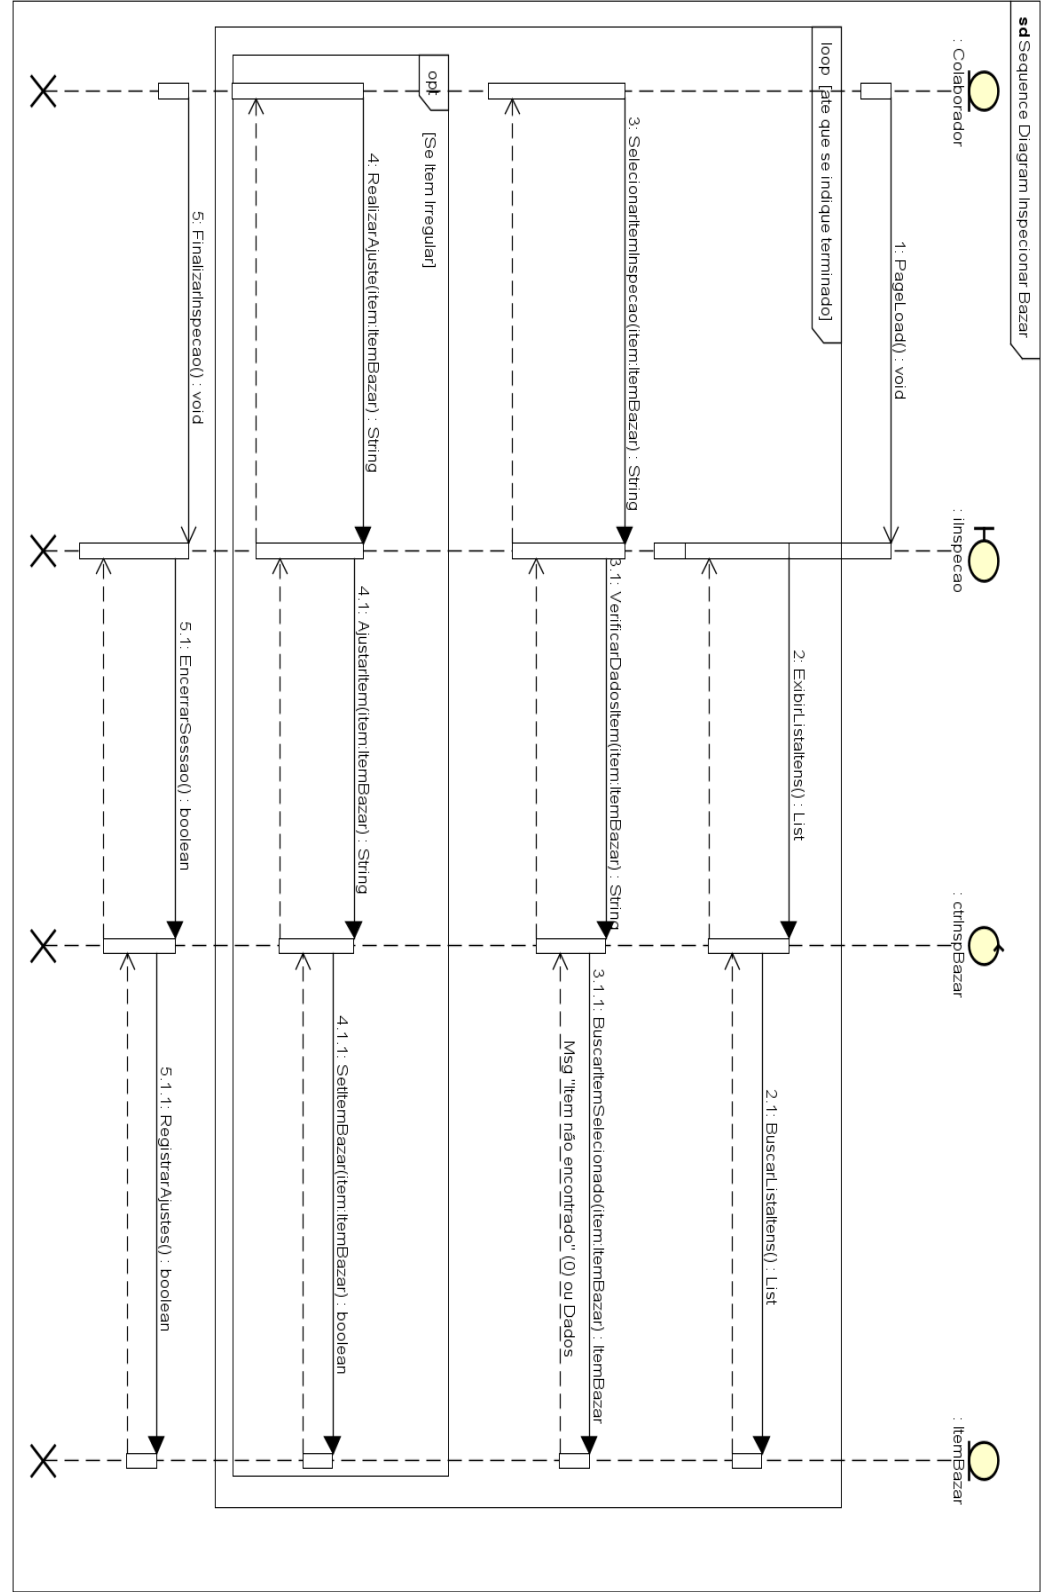 sd Sequence Diagram Inspecionar Bazar
: Colaborador
: iInspecao
: ctrInspBazar
: ItemBazar
1: PageLoad() : void
loop [ate que se indique terminado]
2: ExibirListaItens() : List
2.1: BuscarListaItens() : List
3: SelecionarItemInspecao(item:ItemBazar) : String
3.1: VerificarDadosItem(item:ItemBazar) : String
3.1.1: BuscarItemSelecionado(item:ItemBazar) : ItemBazar
Msg "Item não encontrado" (0) ou Dados
opt
[Se Item Irregular]
4: RealizarAjuste(item:ItemBazar) : String
4.1: AjustarItem(item:ItemBazar) : String
4.1.1: SetItemBazar(item:ItemBazar) : boolean
5: FinalizarInspecao() : void
5.1: EncerrarSessao() : boolean
5.1.1: RegistrarAjustes() : boolean